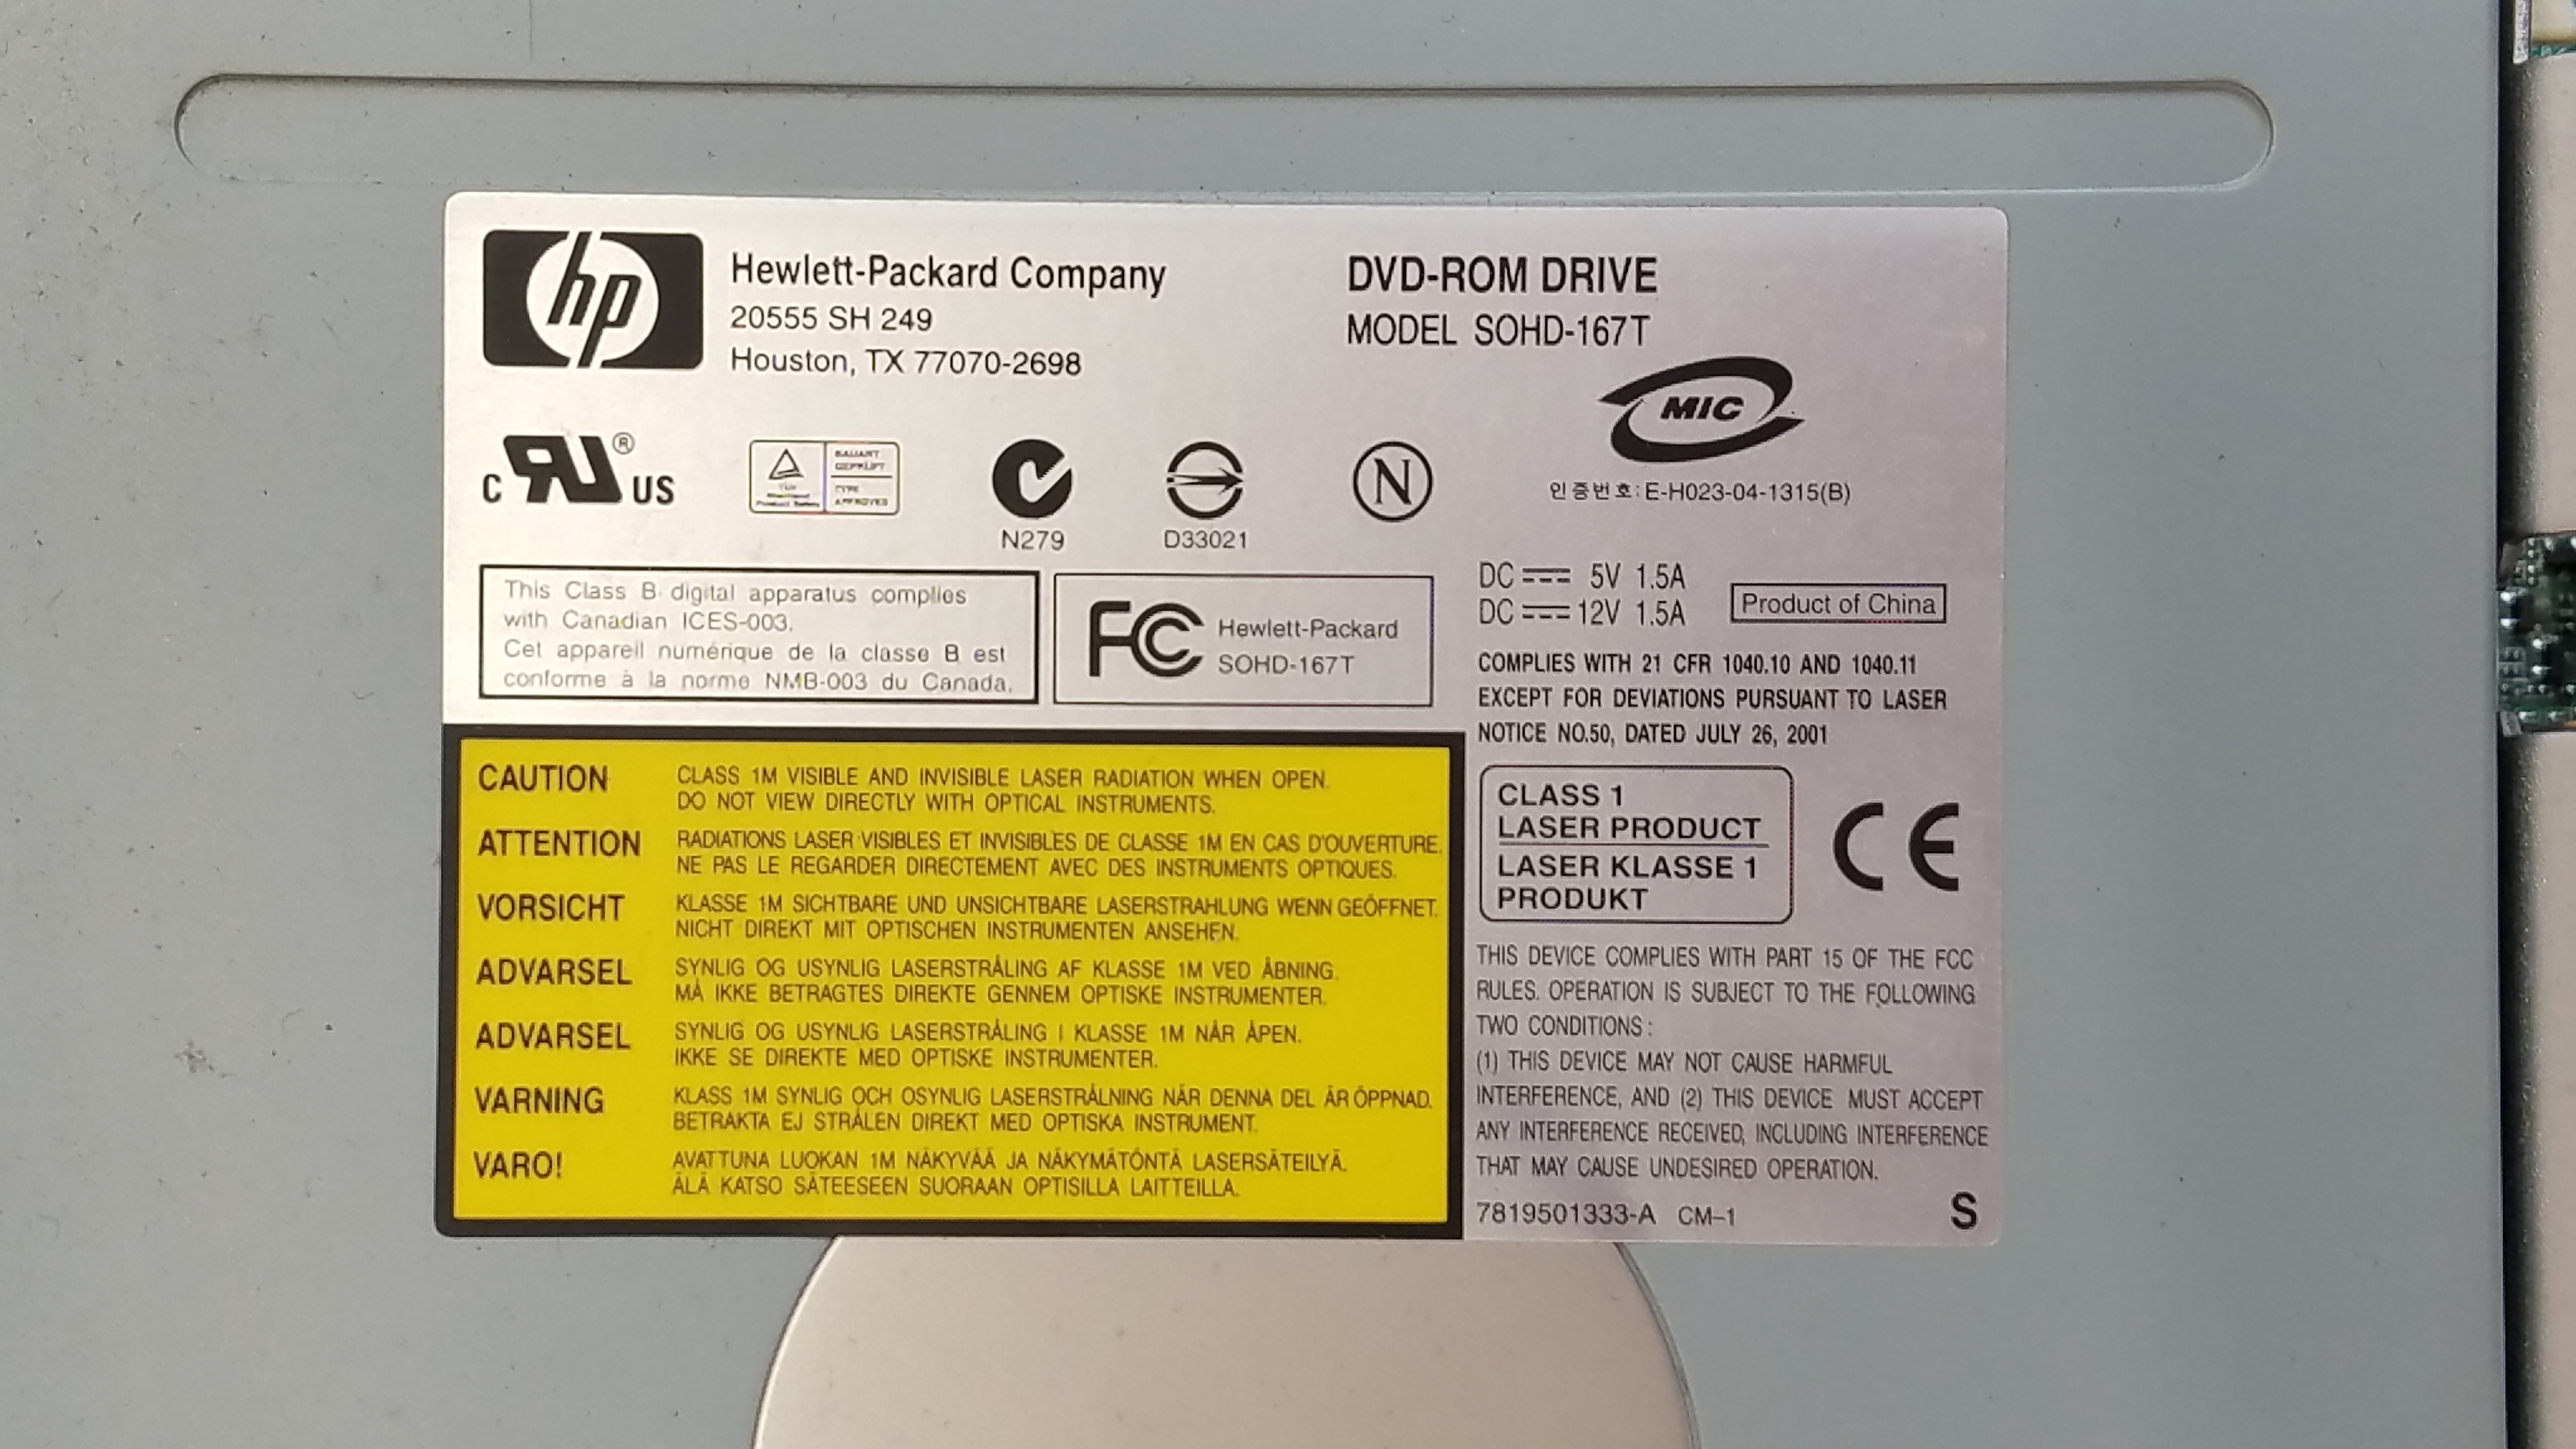 hp
Hewlett-Packard Company
20555 SH 249
Houston, TX 77070-2698
DVD-ROM DRIVE
MODEL SOHD-167T
MIC
인증번호: E-H023-04-1315(B)
C RU ® US
TÜV
Rheinland
Product Safety
BAUART
GEPRÜFT
TYPE
APPROVED
N279
D33021
N
This Class B digital apparatus complies
with Canadian ICES-003.
Cet appareil numérique de la classe B est
conforme à la norme NMB-003 du Canada.
FC
Hewlett-Packard
SOHD-167T
DC 5V 1.5A
DC 12V 1.5A
Product of China
COMPLIES WITH 21 CFR 1040.10 AND 1040.11
EXCEPT FOR DEVIATIONS PURSUANT TO LASER
NOTICE NO.50, DATED JULY 26, 2001
CAUTION CLASS 1M VISIBLE AND INVISIBLE LASER RADIATION WHEN OPEN.
DO NOT VIEW DIRECTLY WITH OPTICAL INSTRUMENTS.
ATTENTION RADIATIONS LASER VISIBLES ET INVISIBLES DE CLASSE 1M EN CAS D'OUVERTURE.
NE PAS LE REGARDER DIRECTEMENT AVEC DES INSTRUMENTS OPTIQUES.
VORSICHT KLASSE 1M SICHTBARE UND UNSICHTBARE LASERSTRAHLUNG WENN GEÖFFNET.
NICHT DIREKT MIT OPTISCHEN INSTRUMENTEN ANSEHEN.
ADVARSEL SYNLIG OG USYNLIG LASERSTRÅLING AF KLASSE 1M VED ÅBNING.
MÅ IKKE BETRAGTES DIREKTE GENNEM OPTISKE INSTRUMENTER.
ADVARSEL SYNLIG OG USYNLIG LASERSTRÅLING I KLASSE 1M NÅR ÅPEN.
IKKE SE DIREKTE MED OPTISKE INSTRUMENTER.
VARNING KLASS 1M SYNLIG OCH OSYNLIG LASERSTRÅLNING NÄR DENNA DEL ÄR ÖPPNAD.
BETRAKTA EJ STRÅLEN DIREKT MED OPTISKA INSTRUMENT.
VARO! AVATTUNA LUOKAN 1M NÄKYVÄÄ JA NÄKYMÄTÖNTÄ LASERSÄTEILYÄ.
ÄLÄ KATSO SÄTEESEEN SUORAAN OPTISILLA LAITTEILLA.
CLASS 1
LASER PRODUCT
LASER KLASSE 1
PRODUKT
CE
THIS DEVICE COMPLIES WITH PART 15 OF THE FCC
RULES. OPERATION IS SUBJECT TO THE FOLLOWING
TWO CONDITIONS:
(1) THIS DEVICE MAY NOT CAUSE HARMFUL
INTERFERENCE, AND (2) THIS DEVICE MUST ACCEPT
ANY INTERFERENCE RECEIVED, INCLUDING INTERFERENCE
THAT MAY CAUSE UNDESIRED OPERATION.
7819501333-A CM-1
S